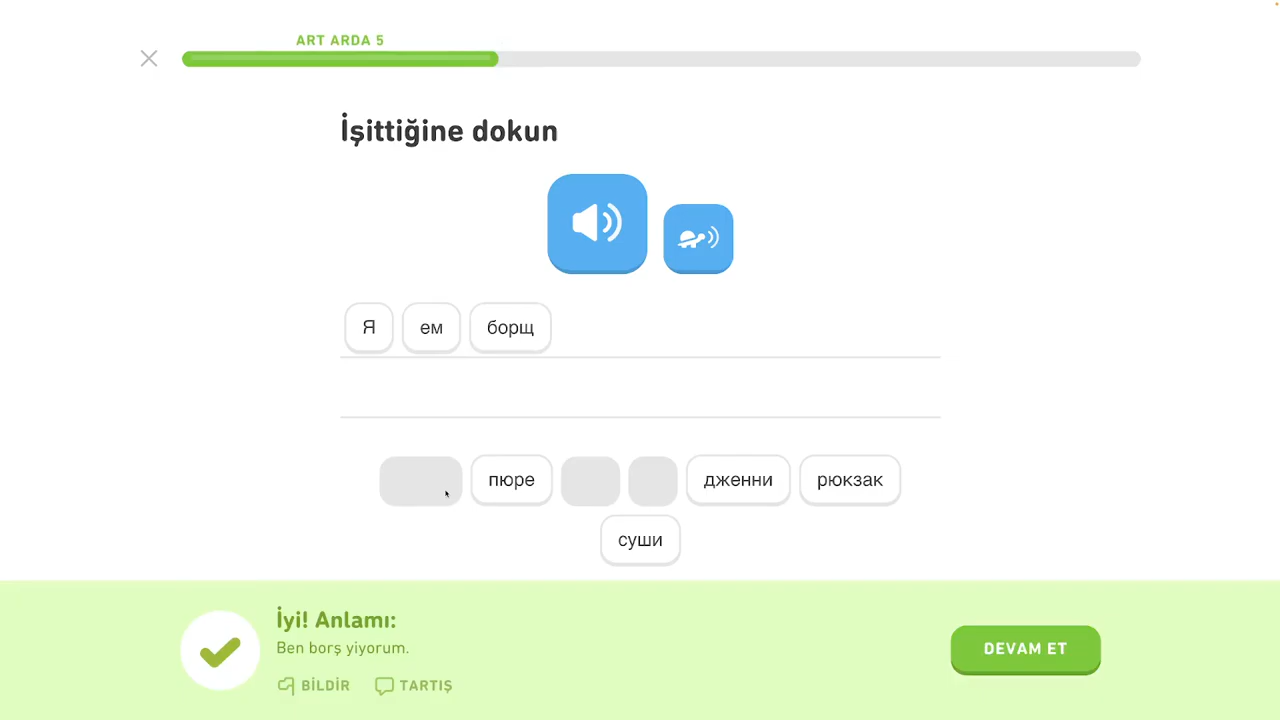 ART ARDA 5
İşittiğine dokun
Я ем борщ
пюре дженни рюкзак
суши
İyi! Anlamı:
Ben borş yiyorum.
BİLDİR TARTIŞ
DEVAM ET